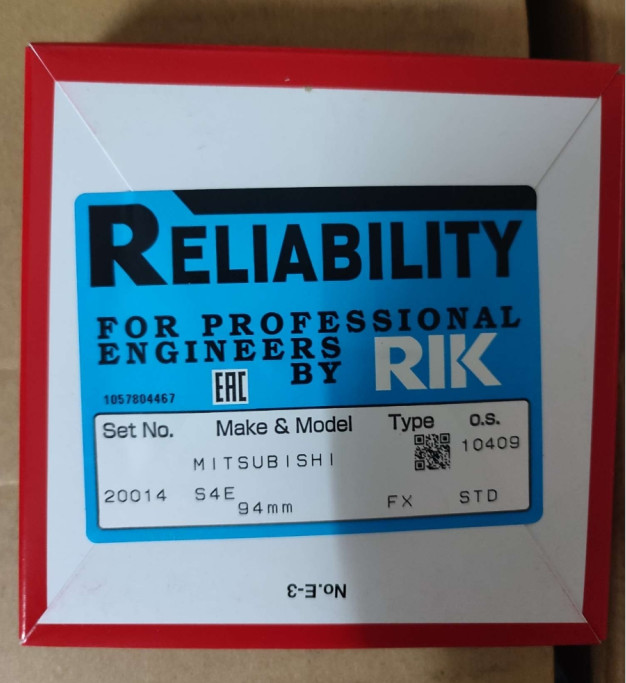 RELIABILITY
FOR PROFESSIONAL
ENGINEERS
BY RIK
1057804467 EAC
Set No. Make & Model Type o.s.
MITSUBISHI 10409
20014 S4E FX STD
94mm
No.E-3